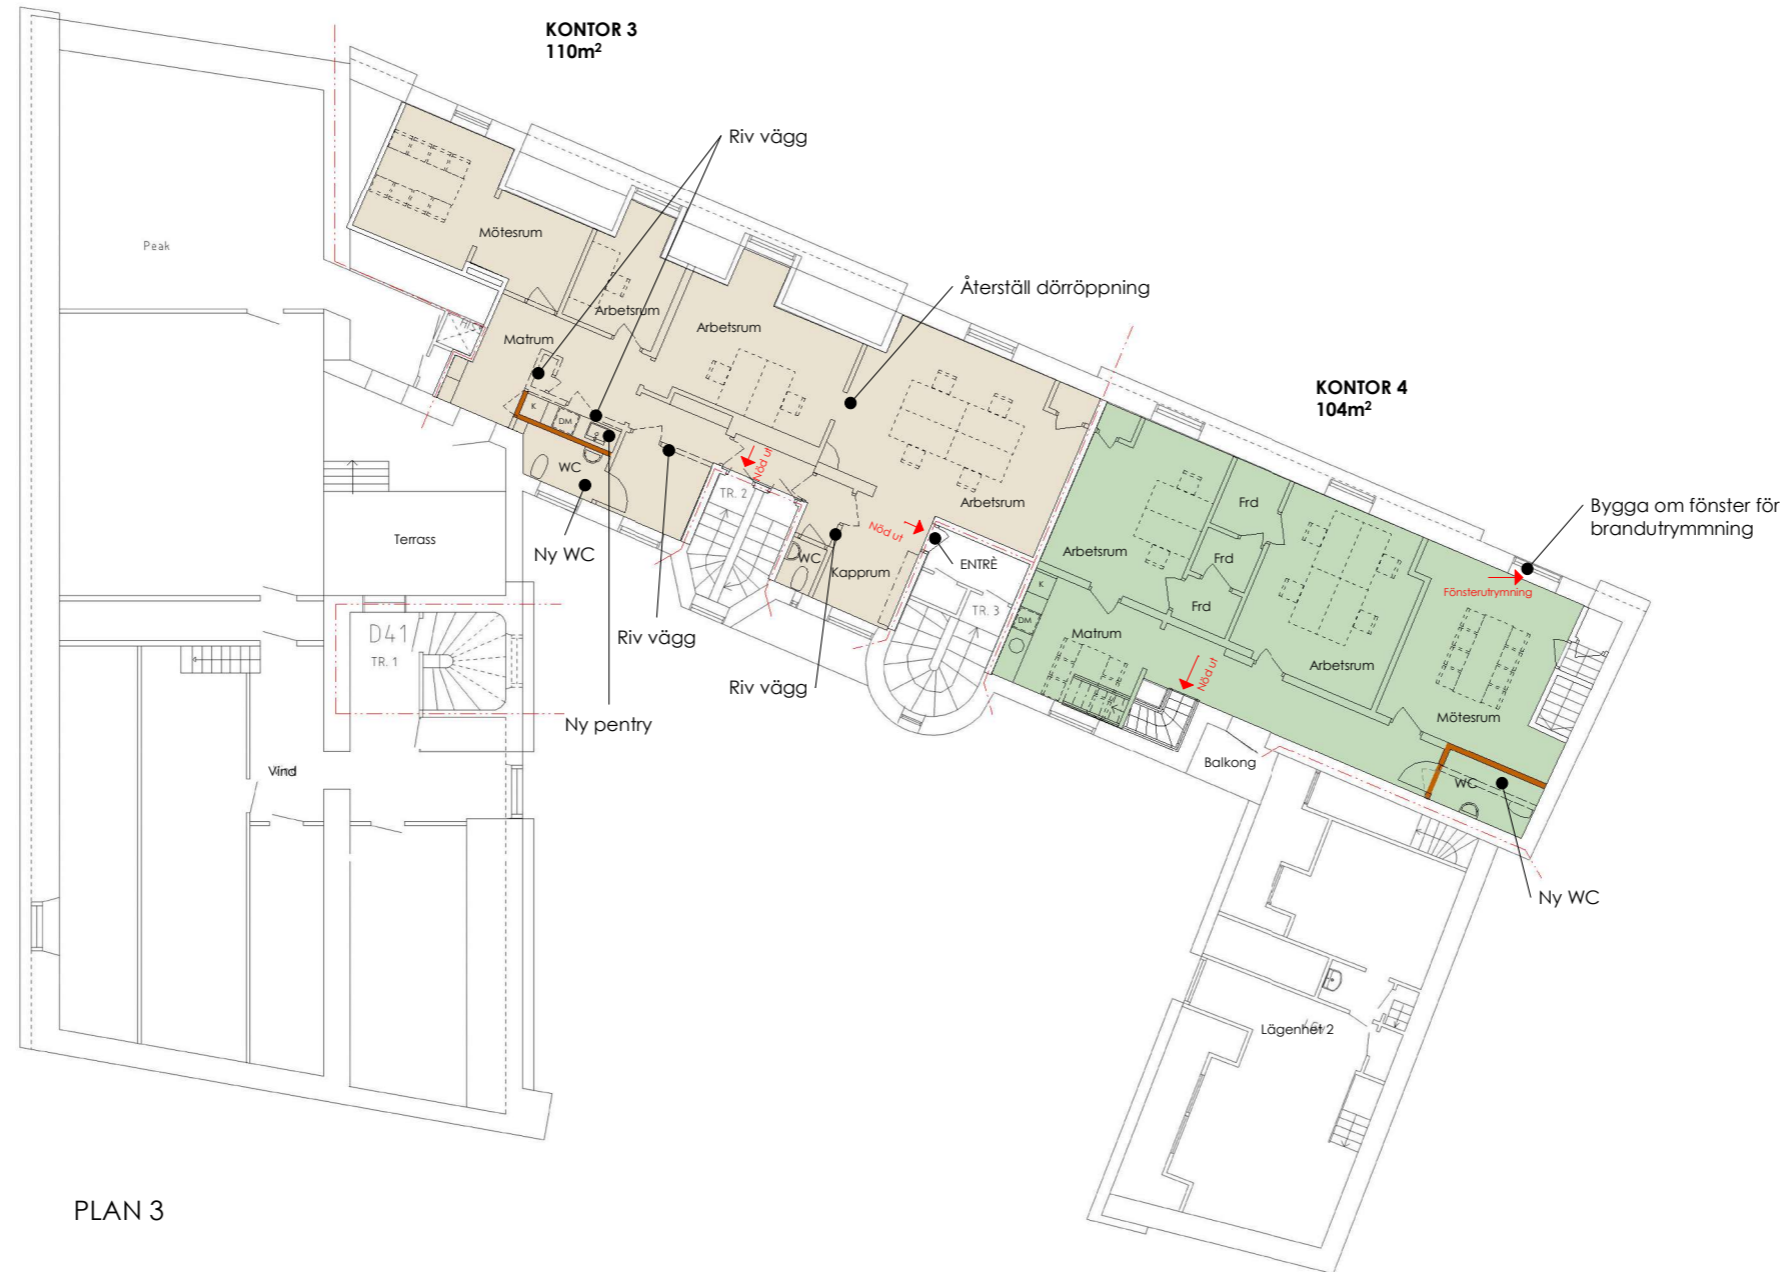 KONTOR 3
110m²
Riv vägg
Peak
Mötesrum
Återställ dörröppning
Arbetsrum
Arbetsrum
Matrum
KONTOR 4
104m²
K
DM
WC
Nöd ut
TR. 2
Arbetsrum
Nöd ut
ENTRÈ
WC
Kapprum
TR. 3
Terrass
Ny WC
Riv vägg
Riv vägg
Ny pentry
D41
TR. 1
Vind
Frd
Frd
Frd
Arbetsrum
K
DM
Matrum
Nöd ut
Arbetsrum
Bygga om fönster för
brandutrymmning
Fönsterutrymning
Mötesrum
Balkong
WC
Ny WC
Lägenhet 2
PLAN 3